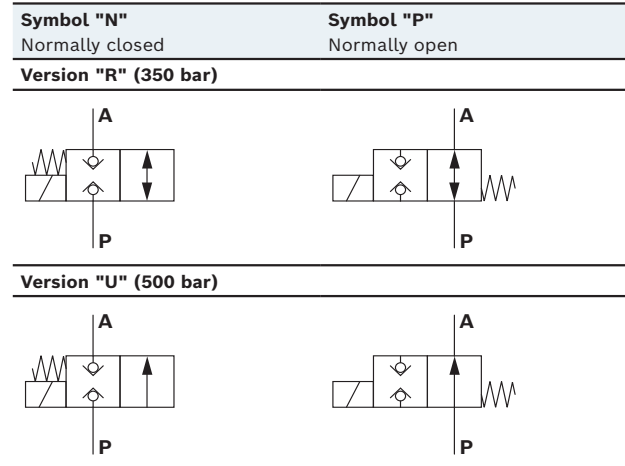 Symbol "N" Symbol "P"
Normally closed Normally open
Version "R" (350 bar)
A A
P P
Version "U" (500 bar)
A A
P P